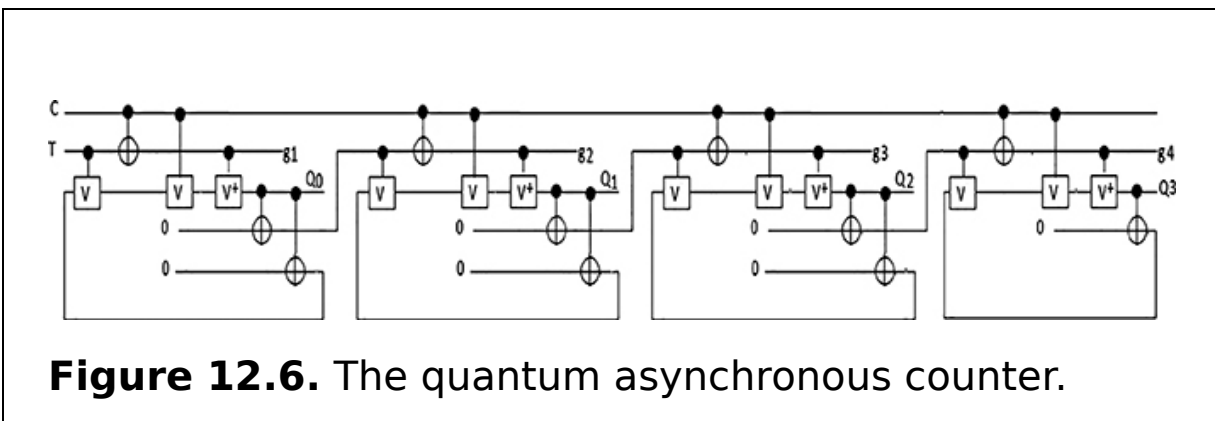 C
T
g1
g2
g3
g4
V V V+ Q0 V V V+ Q1 V V V+ Q2 V V V+ Q3
0 0 0 0
0 0 0
Figure 12.6. The quantum asynchronous counter.